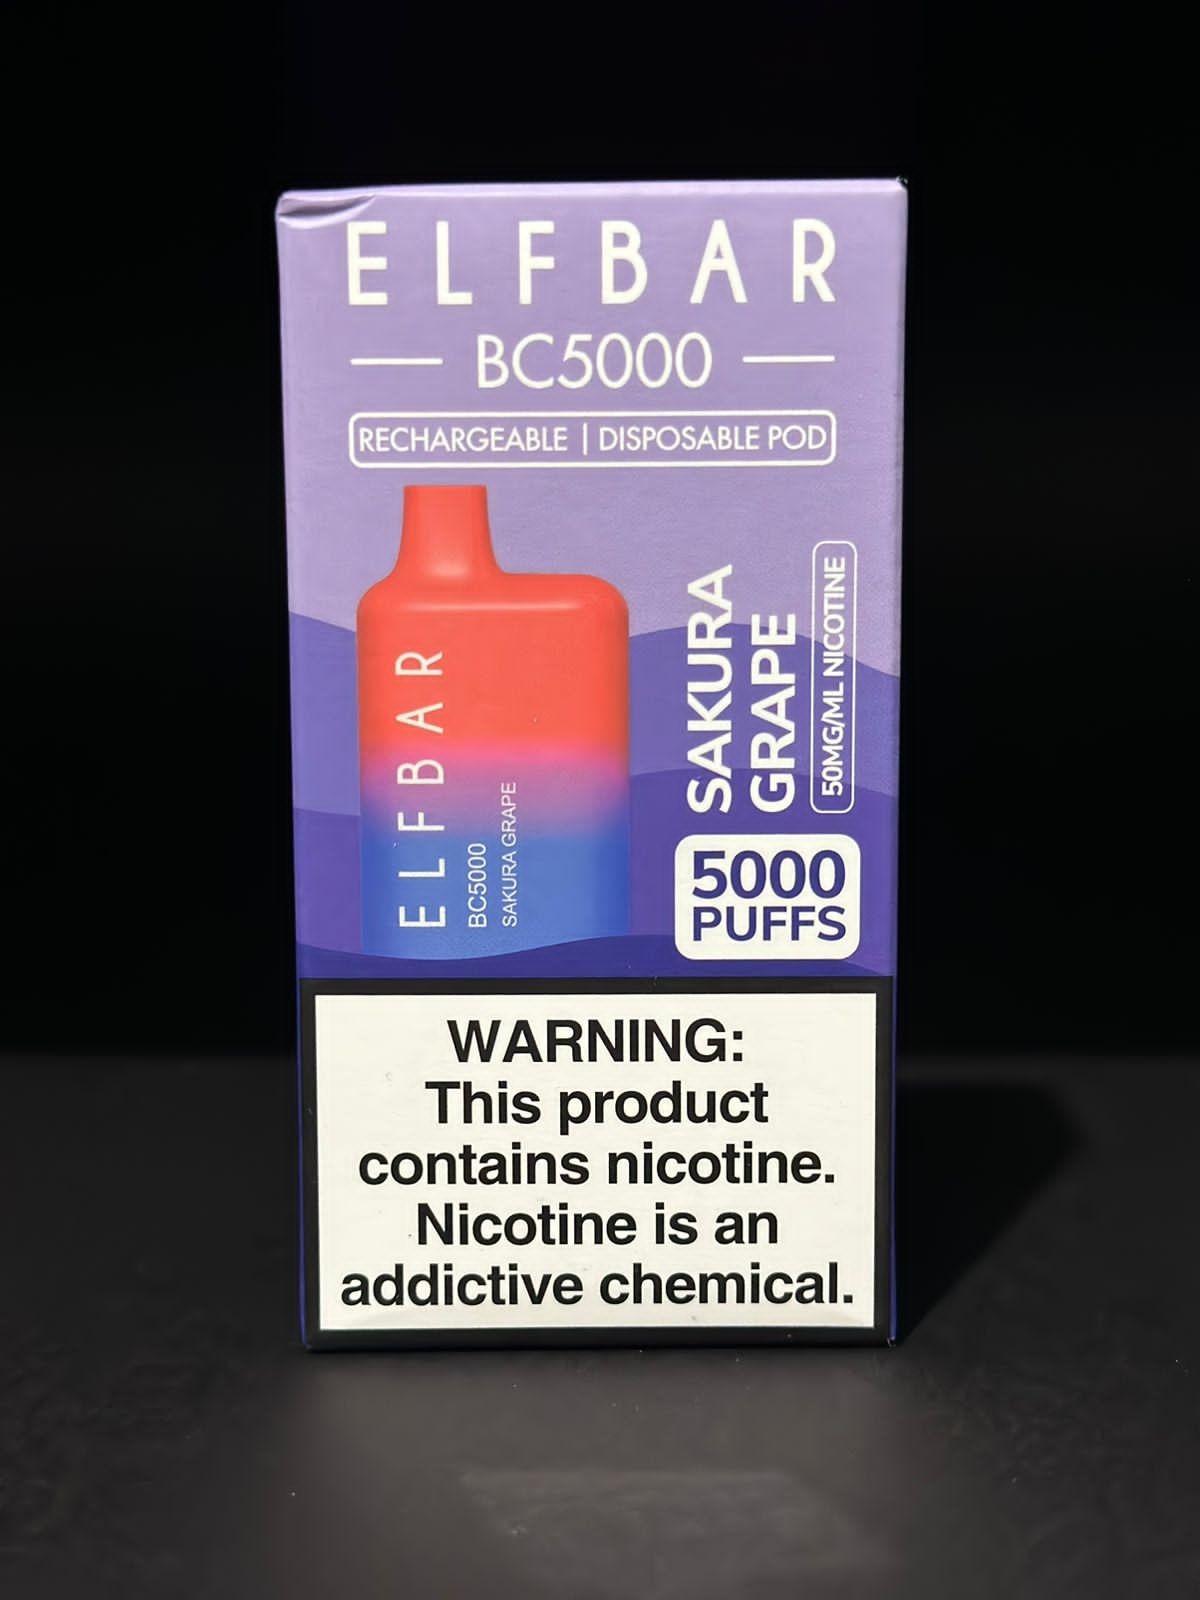 ELFBAR
BC5000
RECHARGEABLE | DISPOSABLE POD
ELFBAR
BC5000
SAKURA GRAPE
SAKURA
GRAPE
50MG/ML NICOTINE
5000
PUFFS
WARNING:
This product
contains nicotine.
Nicotine is an
addictive chemical.